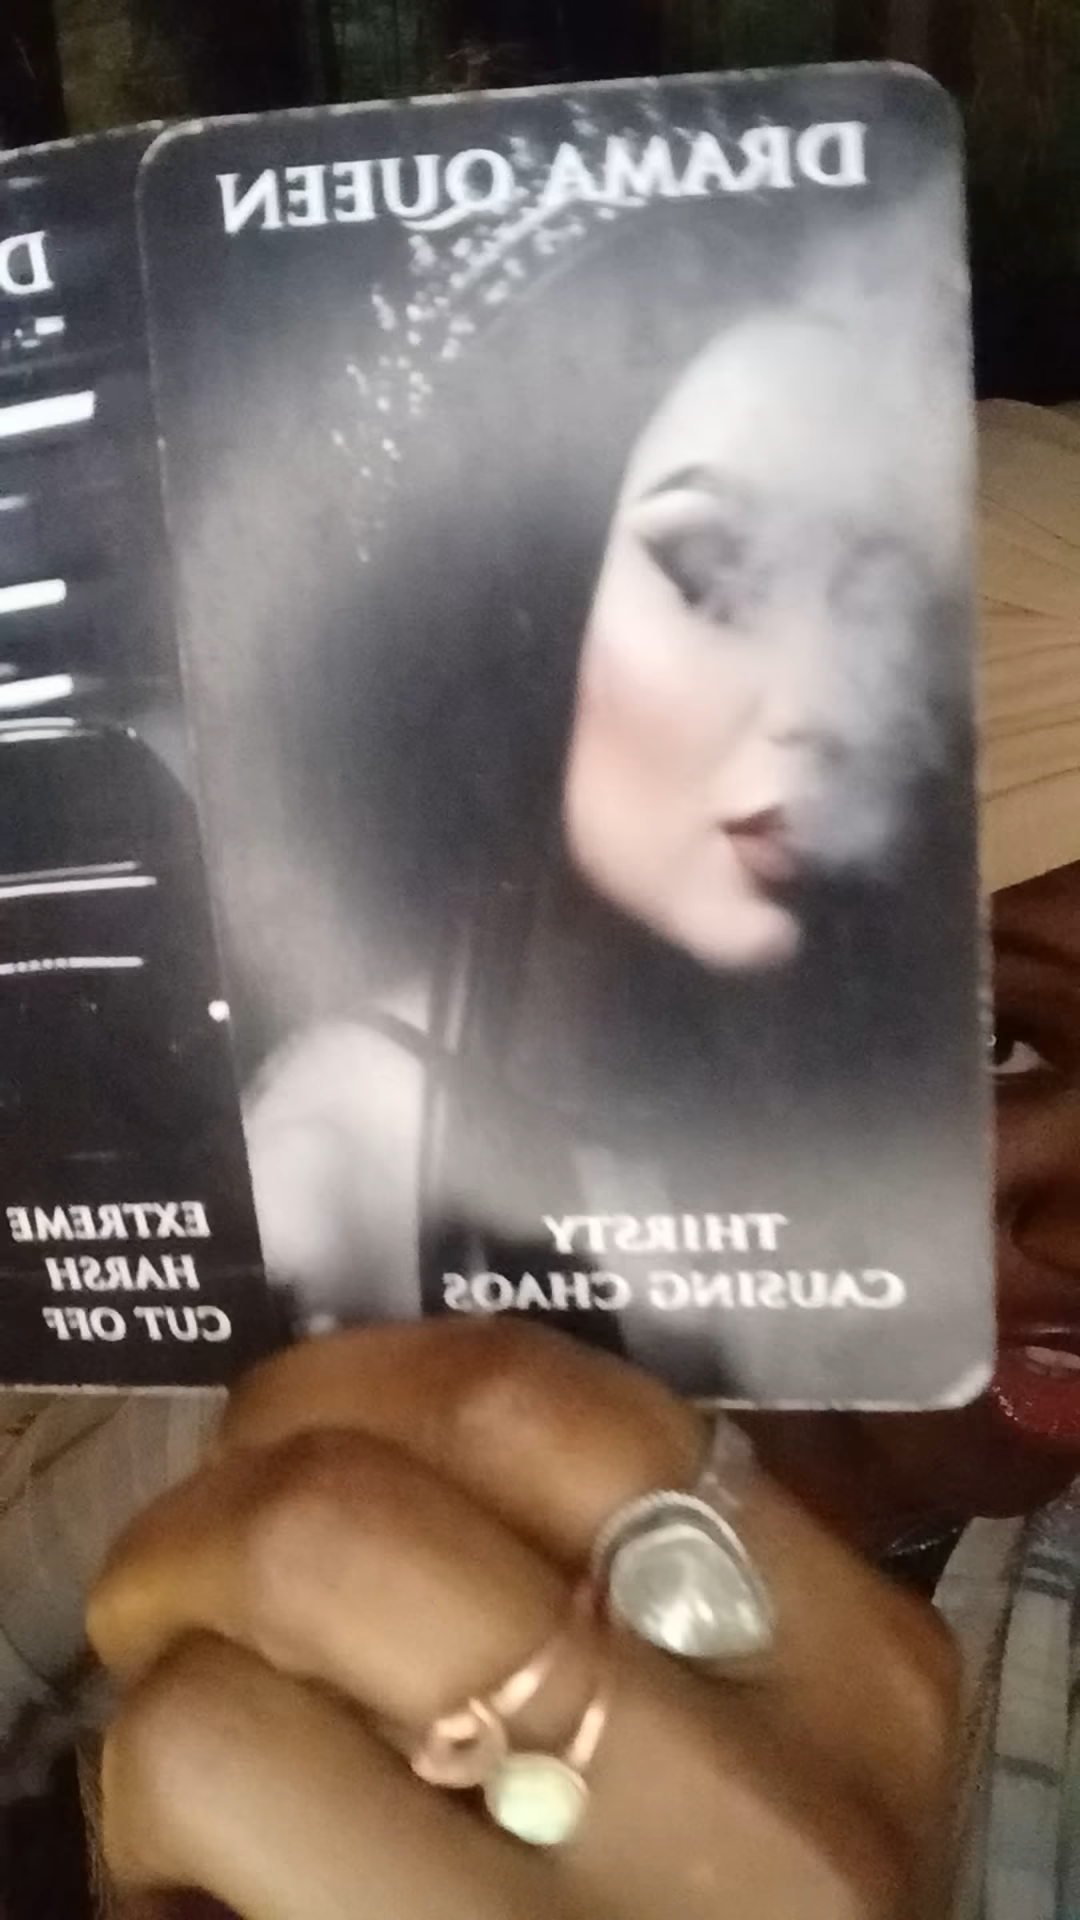 DRAMA QUEEN
THIRSTY
CAUSING CHAOS
D
EXTREME
HARSH
CUT OFF